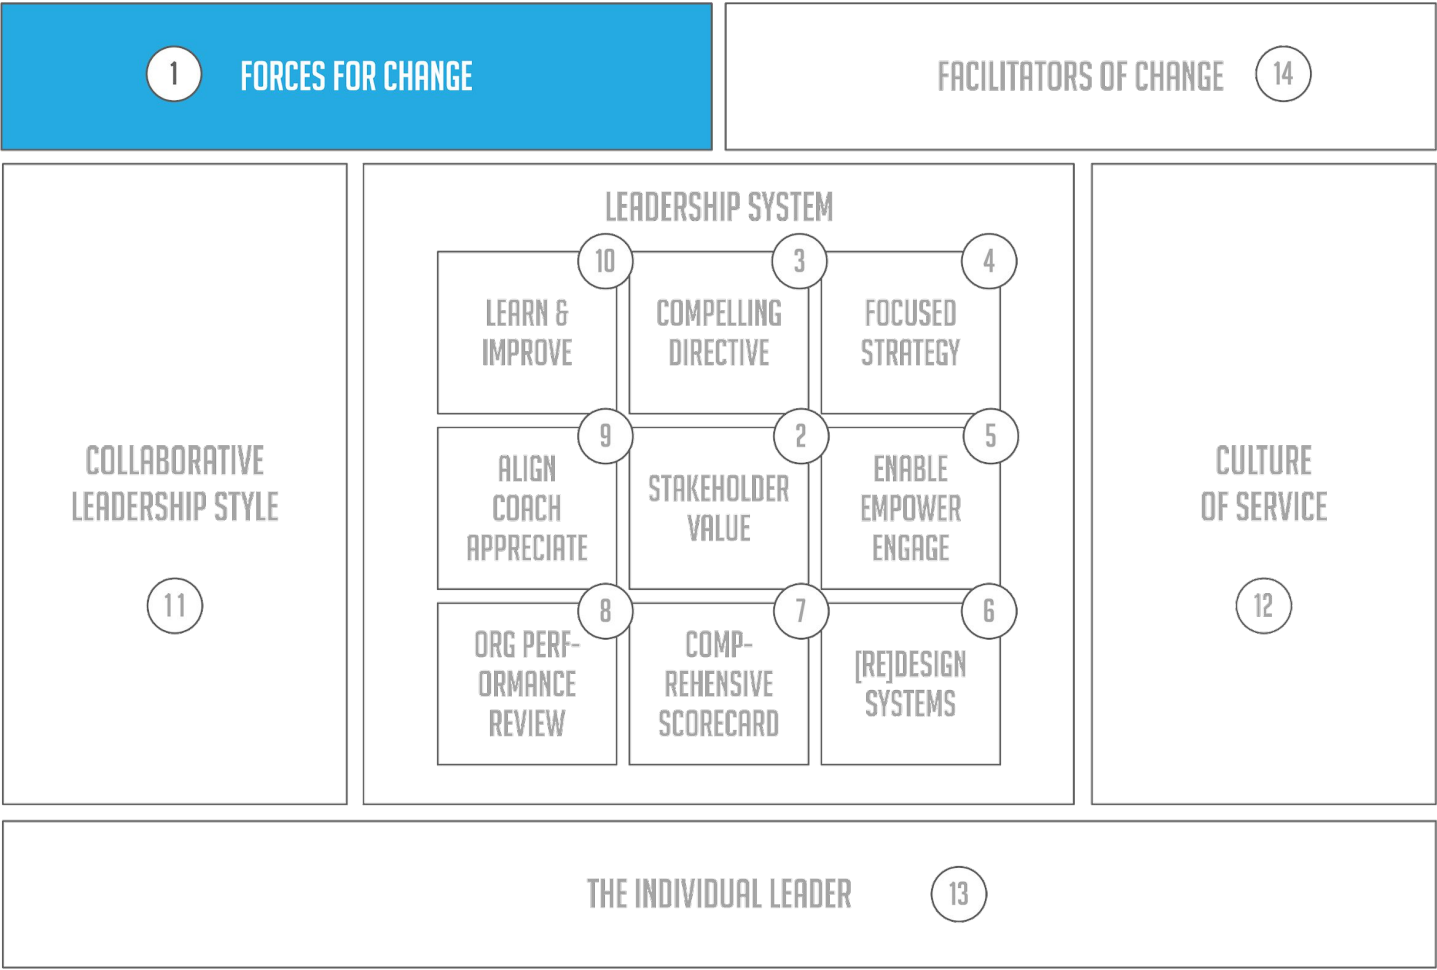 1 FORCES FOR CHANGE
FACILITATORS OF CHANGE 14
LEADERSHIP SYSTEM
10
LEARN &
IMPROVE
3
COMPELLING
DIRECTIVE
4
FOCUSED
STRATEGY
9
ALIGN
COACH
APPRECIATE
2
STAKEHOLDER
VALUE
5
ENABLE
EMPOWER
ENGAGE
8
ORG PERF-
ORMANCE
REVIEW
7
COMP-
REHENSIVE
SCORECARD
6
[RE]DESIGN
SYSTEMS
COLLABORATIVE
LEADERSHIP STYLE
11
CULTURE
OF SERVICE
12
THE INDIVIDUAL LEADER 13